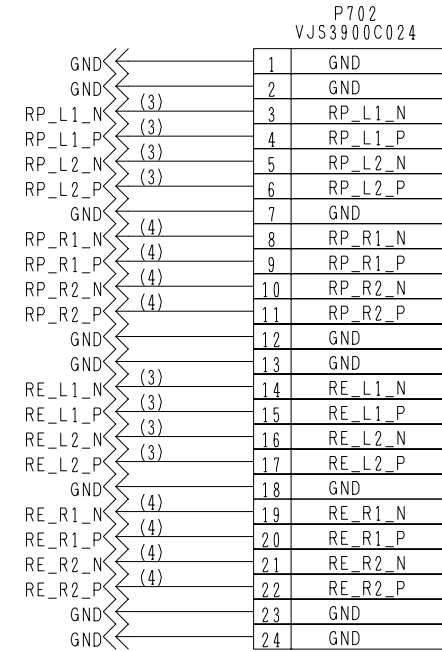 P702
VJS3900C024
GND 1 GND
GND 2 GND
RP_L1_N (3) 3 RP_L1_N
RP_L1_P (3) 4 RP_L1_P
RP_L2_N (3) 5 RP_L2_N
RP_L2_P (3) 6 RP_L2_P
GND 7 GND
RP_R1_N (4) 8 RP_R1_N
RP_R1_P (4) 9 RP_R1_P
RP_R2_N (4) 10 RP_R2_N
RP_R2_P (4) 11 RP_R2_P
GND 12 GND
GND 13 GND
RE_L1_N (3) 14 RE_L1_N
RE_L1_P (3) 15 RE_L1_P
RE_L2_N (3) 16 RE_L2_N
RE_L2_P (3) 17 RE_L2_P
GND 18 GND
RE_R1_N (4) 19 RE_R1_N
RE_R1_P (4) 20 RE_R1_P
RE_R2_N (4) 21 RE_R2_N
RE_R2_P (4) 22 RE_R2_P
GND 23 GND
GND 24 GND